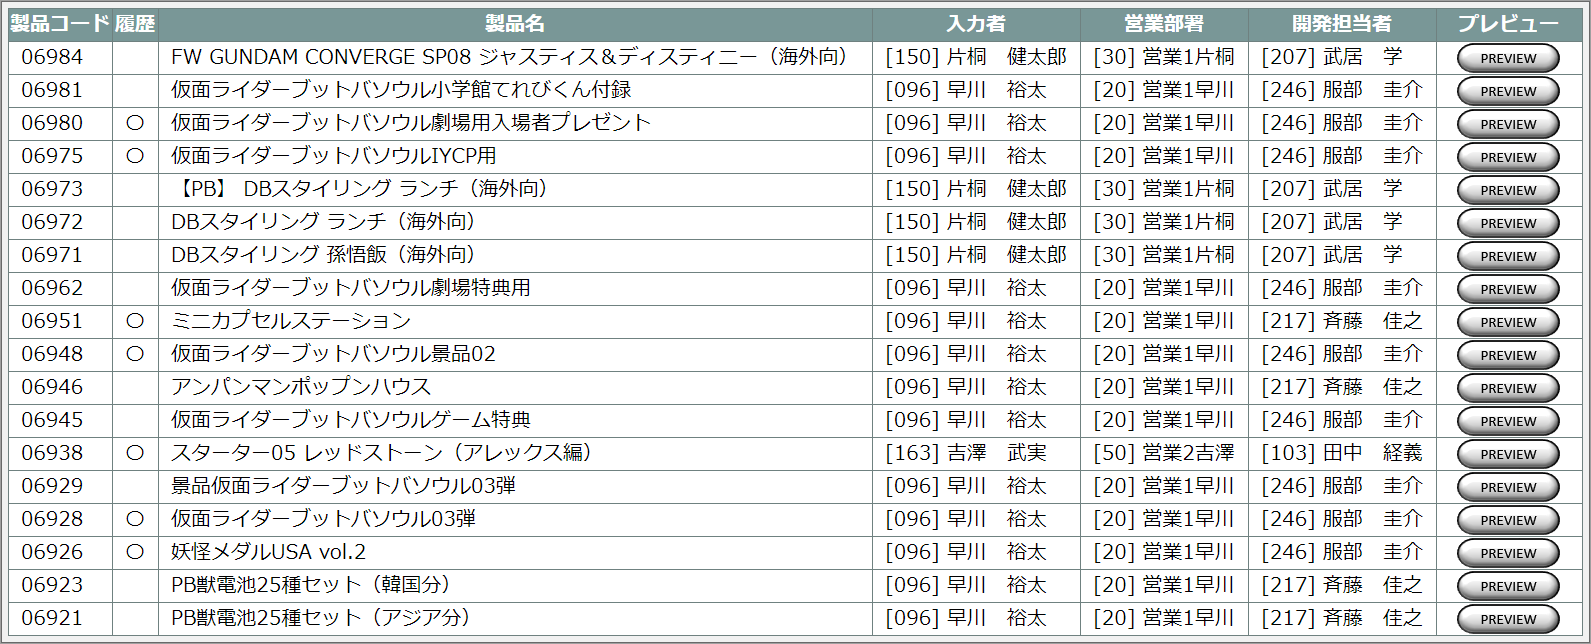 製品コード 履歴 製品名 入力者 営業部署 開発担当者 プレビュー
06984 FW GUNDAM CONVERGE SP08 ジャスティス＆ディスティニー（海外向） [150] 片桐　健太郎 [30] 営業1片桐 [207] 武居　学 PREVIEW
06981 仮面ライダーブットバソウル小学館てれびくん付録 [096] 早川　裕太 [20] 営業1早川 [246] 服部　圭介 PREVIEW
06980 〇 仮面ライダーブットバソウル劇場用入場者プレゼント [096] 早川　裕太 [20] 営業1早川 [246] 服部　圭介 PREVIEW
06975 〇 仮面ライダーブットバソウルIYCP用 [096] 早川　裕太 [20] 営業1早川 [246] 服部　圭介 PREVIEW
06973 【PB】 DBスタイリング ランチ（海外向） [150] 片桐　健太郎 [30] 営業1片桐 [207] 武居　学 PREVIEW
06972 DBスタイリング ランチ（海外向） [150] 片桐　健太郎 [30] 営業1片桐 [207] 武居　学 PREVIEW
06971 DBスタイリング 孫悟飯（海外向） [150] 片桐　健太郎 [30] 営業1片桐 [207] 武居　学 PREVIEW
06962 仮面ライダーブットバソウル劇場特典用 [096] 早川　裕太 [20] 営業1早川 [246] 服部　圭介 PREVIEW
06951 〇 ミニカプセルステーション [096] 早川　裕太 [20] 営業1早川 [217] 斉藤　佳之 PREVIEW
06948 〇 仮面ライダーブットバソウル景品02 [096] 早川　裕太 [20] 営業1早川 [246] 服部　圭介 PREVIEW
06946 アンパンマンポップンハウス [096] 早川　裕太 [20] 営業1早川 [217] 斉藤　佳之 PREVIEW
06945 仮面ライダーブットバソウルゲーム特典 [096] 早川　裕太 [20] 営業1早川 [246] 服部　圭介 PREVIEW
06938 〇 スターター05 レッドストーン（アレックス編） [163] 吉澤　武実 [50] 営業2吉澤 [103] 田中　経義 PREVIEW
06929 景品仮面ライダーブットバソウル03弾 [096] 早川　裕太 [20] 営業1早川 [246] 服部　圭介 PREVIEW
06928 〇 仮面ライダーブットバソウル03弾 [096] 早川　裕太 [20] 営業1早川 [246] 服部　圭介 PREVIEW
06926 〇 妖怪メダルUSA vol.2 [096] 早川　裕太 [20] 営業1早川 [246] 服部　圭介 PREVIEW
06923 PB獣電池25種セット（韓国分） [096] 早川　裕太 [20] 営業1早川 [217] 斉藤　佳之 PREVIEW
06921 PB獣電池25種セット（アジア分） [096] 早川　裕太 [20] 営業1早川 [217] 斉藤　佳之 PREVIEW